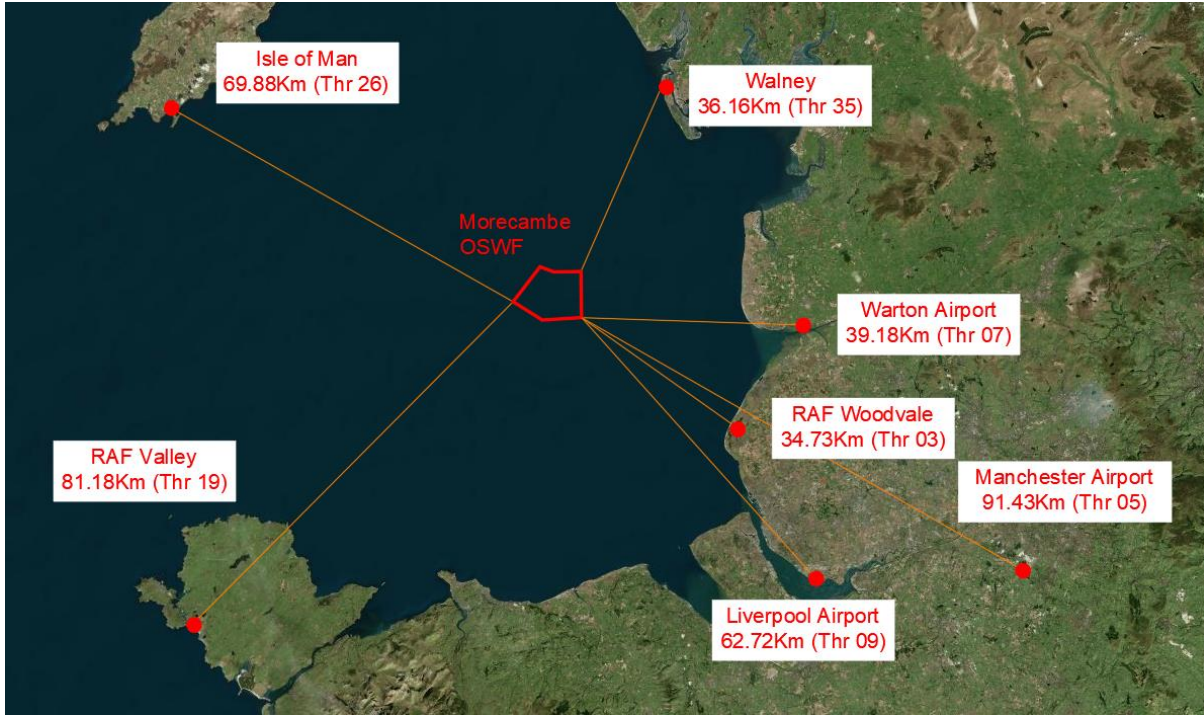 Isle of Man
69.88Km (Thr 26)
Walney
36.16Km (Thr 35)
Morecambe
OSWF
Warton Airport
39.18Km (Thr 07)
RAF Woodvale
34.73Km (Thr 03)
RAF Valley
81.18Km (Thr 19)
Manchester Airport
91.43Km (Thr 05)
Liverpool Airport
62.72Km (Thr 09)